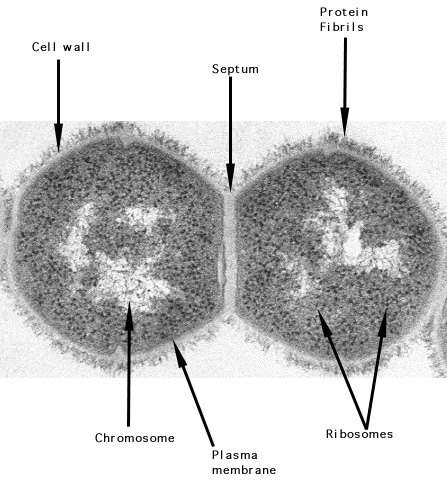 Protein
Fibrils
Cell wall
Septum
Chromosome
Ribosomes
Plasma
membrane